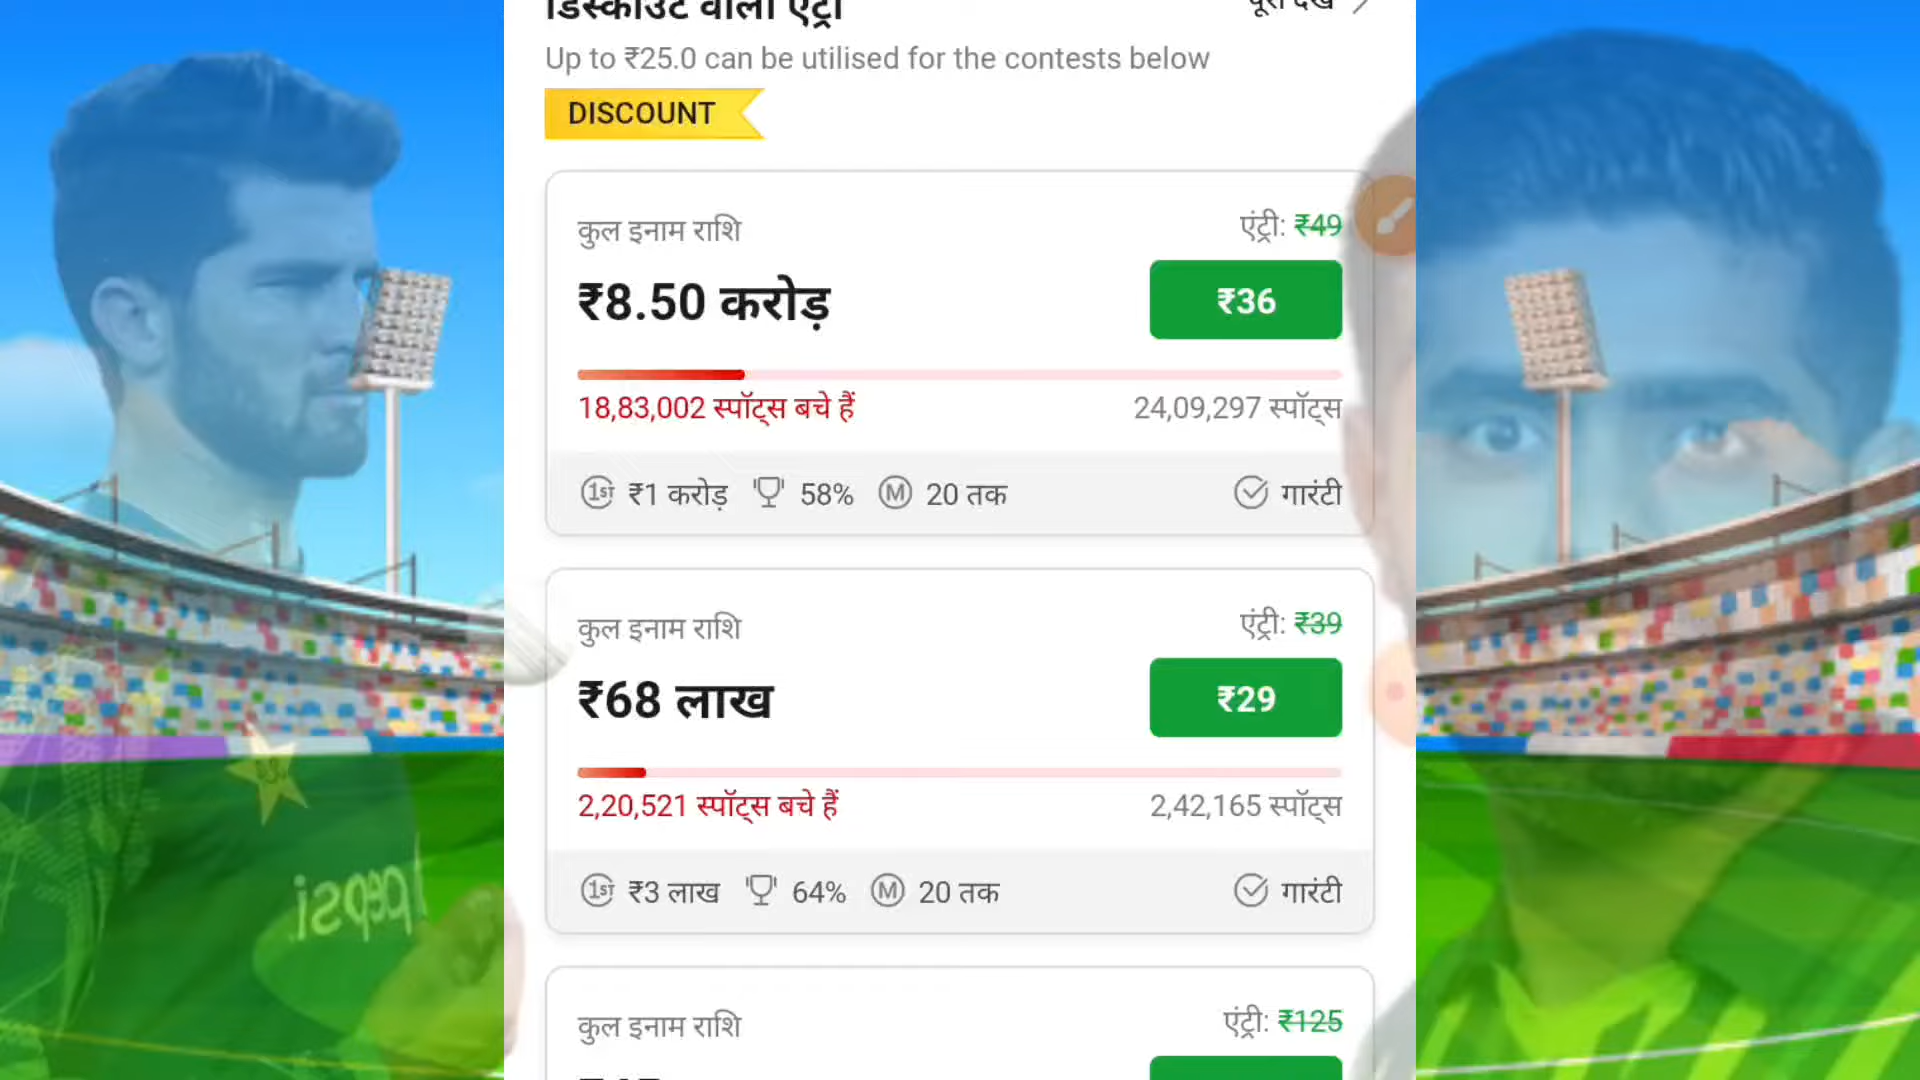 डिस्काउंट वाली एंट्री
पूरा देखें
Up to ₹25.0 can be utilised for the contests below
DISCOUNT
कुल इनाम राशि
एंट्री: ₹49
₹8.50 करोड़
₹36
18,83,002 स्पॉट्स बचे हैं
24,09,297 स्पॉट्स
1ST ₹1 करोड़ 58% M 20 तक
गारंटी
कुल इनाम राशि
एंट्री: ₹39
₹68 लाख
₹29
2,20,521 स्पॉट्स बचे हैं
2,42,165 स्पॉट्स
1ST ₹3 लाख 64% M 20 तक
गारंटी
कुल इनाम राशि
एंट्री: ₹125
pepsi